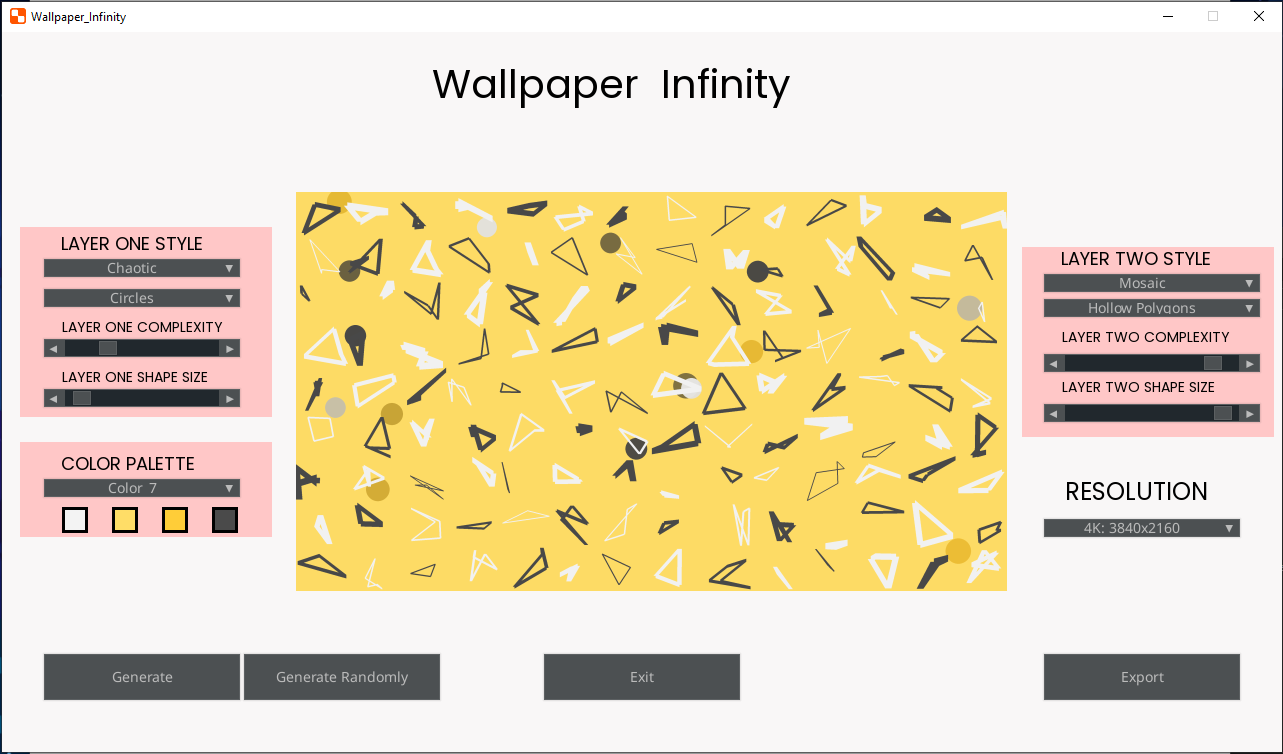 Wallpaper_Infinity
Wallpaper Infinity
LAYER ONE STYLE
Chaotic
Circles
LAYER ONE COMPLEXITY
LAYER ONE SHAPE SIZE
COLOR PALETTE
Color 7
LAYER TWO STYLE
Mosaic
Hollow Polygons
LAYER TWO COMPLEXITY
LAYER TWO SHAPE SIZE
RESOLUTION
4K: 3840x2160
Generate
Generate Randomly
Exit
Export